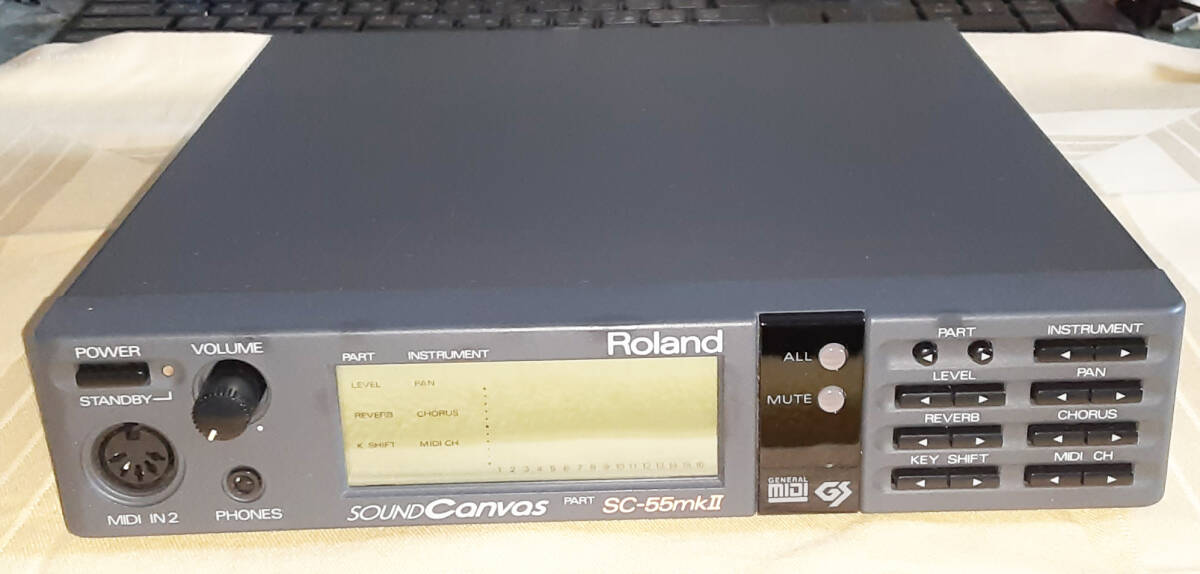 POWER
STANDBY
MIDI IN 2
VOLUME
PHONES
PART INSTRUMENT
Roland
LEVEL PAN
REVERB CHORUS
K SHIFT MIDI CH
1 2 3 4 5 6 7 8 9 10 11 12 13 14 15 16
SOUND Canvas PART SC-55mkII
ALL
MUTE
GENERAL
MIDI GS
PART INSTRUMENT
LEVEL PAN
REVERB CHORUS
KEY SHIFT MIDI CH